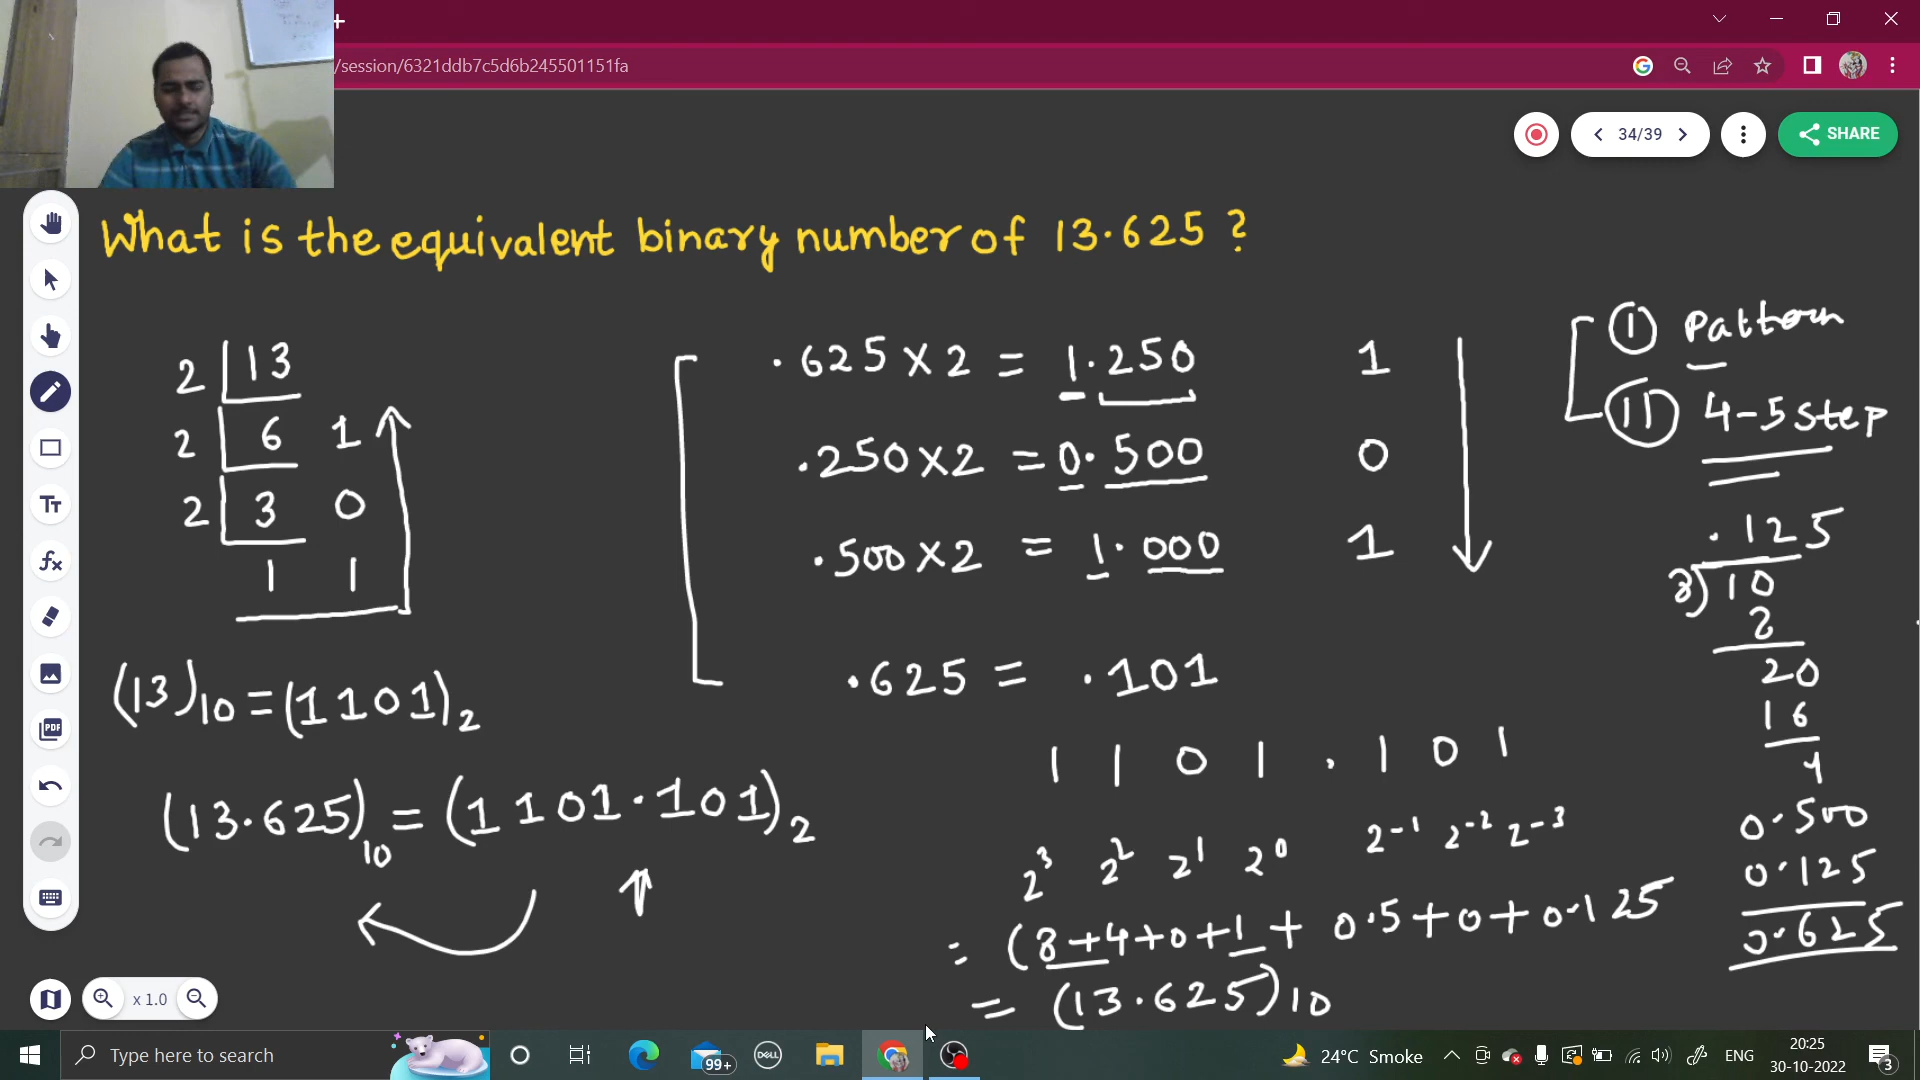 /session/6321ddb7c5d6b245501151fa
34/39
SHARE
What is the equivalent binary number of 13.625 ?
2 | 13
2 | 6 1
2 | 3 0
1 1
(13)10 = (1101)2
(13.625)10 = (1101.101)2
.625 × 2 = 1.250 1
.250 × 2 = 0.500 0
.500 × 2 = 1.000 1
.625 = .101
1 1 0 1 . 1 0 1
2^3 2^2 2^1 2^0 2^-1 2^-2 2^-3
= (8+4+0+1+ 0.5+0+0.125
= (13.625)10
I Pattern
II 4-5 Step
.125
8) 10
2
20
16
4
0.500
0.125
0.625
Tт
fx
PDF
x 1.0
Type here to search
99+
DELL
24°C Smoke
ENG
20:25
30-10-2022
3